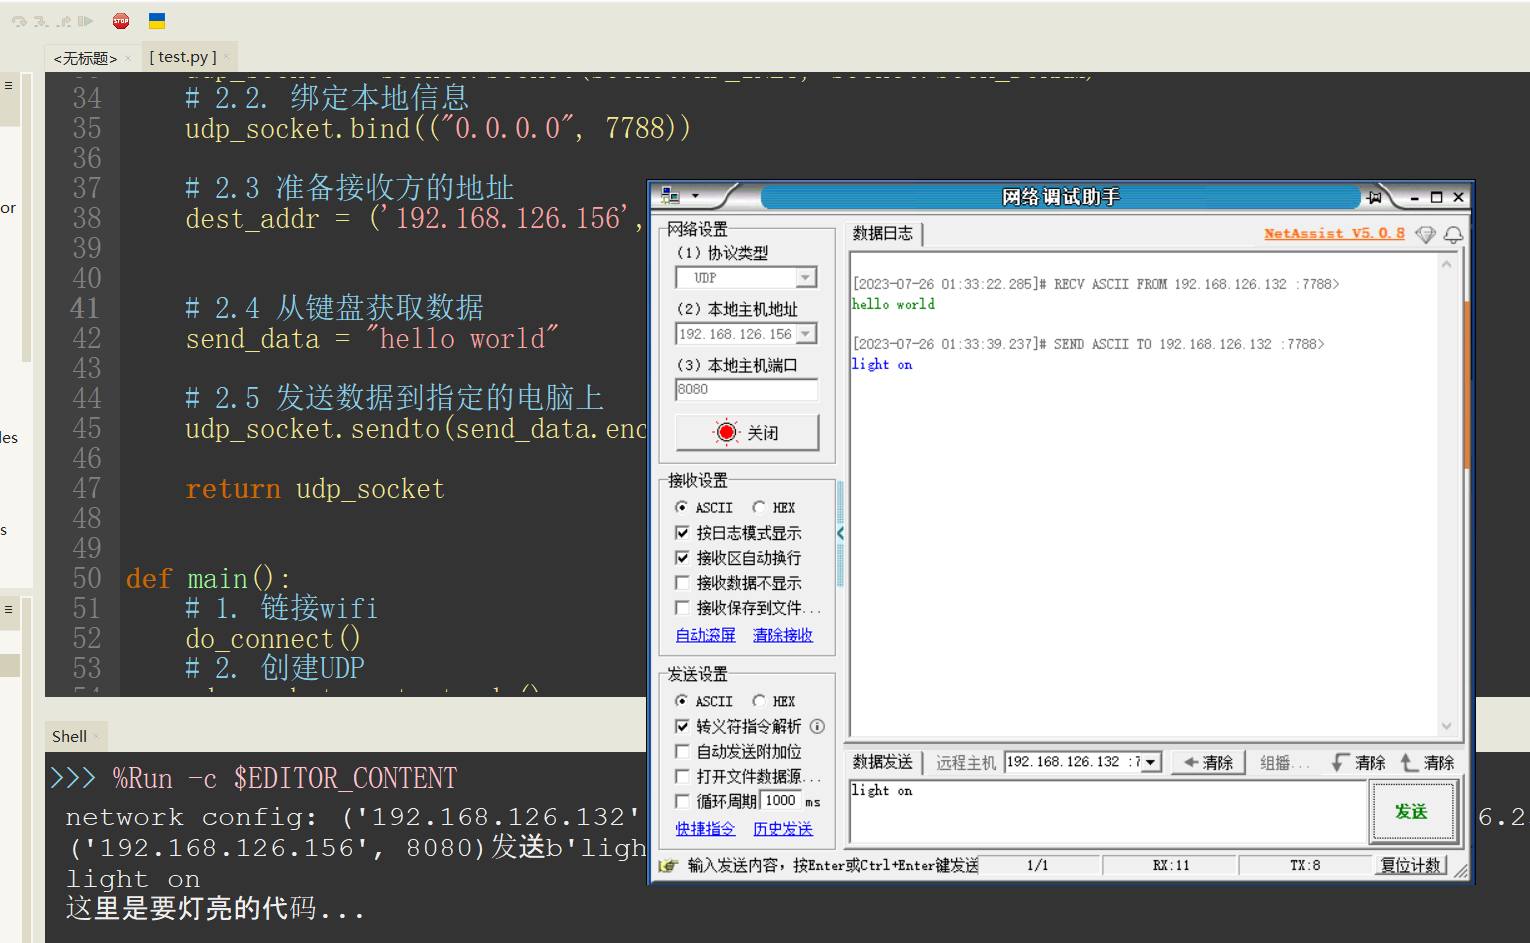 STOP
<无标题> ×
[ test.py ] ×
34 # 2.2. 绑定本地信息
35 udp_socket.bind(("0.0.0.0", 7788))
36
37 # 2.3 准备接收方的地址
38 dest_addr = ('192.168.126.156',
39
40
41 # 2.4 从键盘获取数据
42 send_data = "hello world"
43
44 # 2.5 发送数据到指定的电脑上
45 udp_socket.sendto(send_data.enc
46
47 return udp_socket
48
49
50 def main():
51 # 1. 链接wifi
52 do_connect()
53 # 2. 创建UDP
or
les
s
Shell ×
>>> %Run -c $EDITOR_CONTENT
network config: ('192.168.126.132'
6.2
('192.168.126.156', 8080)发送b'ligh
light on
这里是要灯亮的代码...
网络调试助手
网络设置
(1) 协议类型
UDP
(2) 本地主机地址
192.168.126.156
(3) 本地主机端口
8080
关闭
接收设置
ASCII HEX
按日志模式显示
接收区自动换行
接收数据不显示
接收保存到文件...
自动滚屏 清除接收
发送设置
ASCII HEX
转义符指令解析
自动发送附加位
打开文件数据源...
循环周期 1000 ms
快捷指令 历史发送
数据日志
NetAssist V5.0.8
[2023-07-26 01:33:22.285]# RECV ASCII FROM 192.168.126.132 :7788>
hello world
[2023-07-26 01:33:39.237]# SEND ASCII TO 192.168.126.132 :7788>
light on
数据发送 远程主机 192.168.126.132 :7 清除 组播... 清除 清除
light on
发送
输入发送内容，按Enter或Ctrl+Enter键发送 1/1 RX:11 TX:8 复位计数